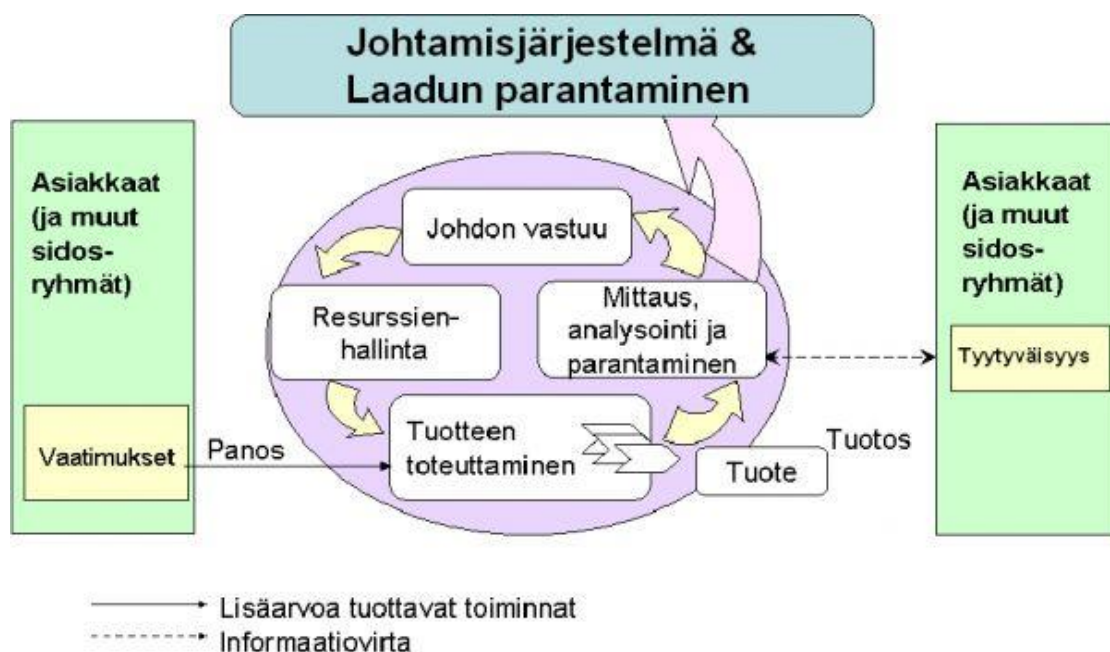 Johtamisjärjestelmä &
Laadun parantaminen
Asiakkaat
(ja muut
sidos-
ryhmät)
Vaatimukset
Panos
Johdon vastuu
Resurssien-
hallinta
Mittaus,
analysointi ja
parantaminen
Tuotteen
toteuttaminen
Tuote
Tuotos
Asiakkaat
(ja muut
sidos-
ryhmät)
Tyytyväisyys
Lisäarvoa tuottavat toiminnat
Informaatiovirta